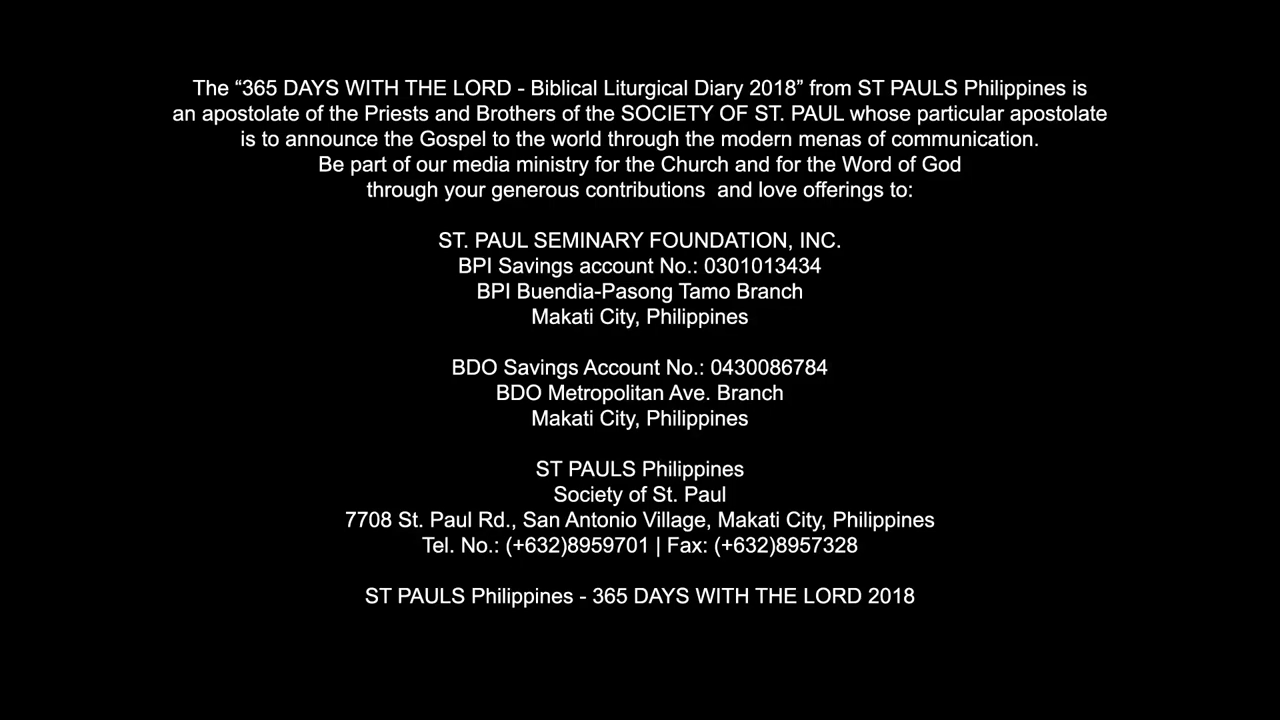 The “365 DAYS WITH THE LORD - Biblical Liturgical Diary 2018” from ST PAULS Philippines is
an apostolate of the Priests and Brothers of the SOCIETY OF ST. PAUL whose particular apostolate
is to announce the Gospel to the world through the modern menas of communication.
Be part of our media ministry for the Church and for the Word of God
through your generous contributions  and love offerings to:
ST. PAUL SEMINARY FOUNDATION, INC.
BPI Savings account No.: 0301013434
BPI Buendia-Pasong Tamo Branch
Makati City, Philippines
BDO Savings Account No.: 0430086784
BDO Metropolitan Ave. Branch
Makati City, Philippines
ST PAULS Philippines
Society of St. Paul
7708 St. Paul Rd., San Antonio Village, Makati City, Philippines
Tel. No.: (+632)8959701 | Fax: (+632)8957328
ST PAULS Philippines - 365 DAYS WITH THE LORD 2018